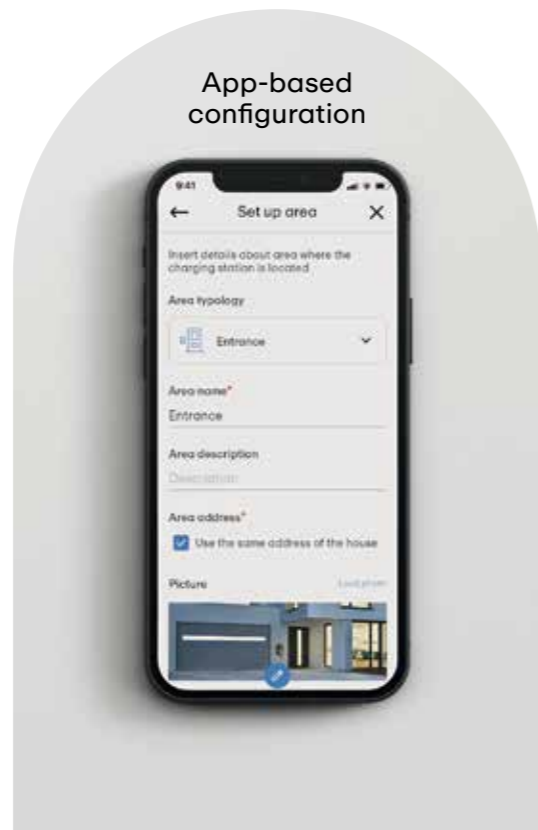 App-based
configuration
9:41
Set up area
Insert details about area where the
charging station is located
Area typology
Entrance
Area name*
Entrance
Area description
Description
Area address*
Use the same address of the house
Picture